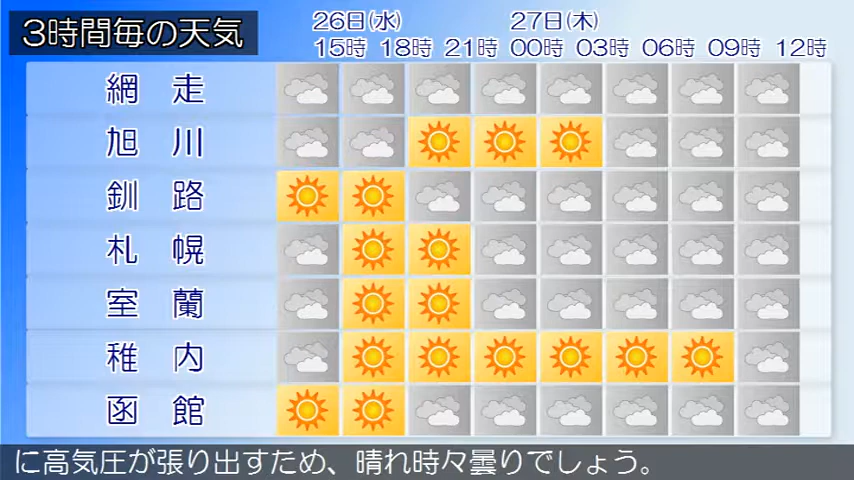 3時間毎の天気
26日(水) 27日(木)
15時 18時 21時 00時 03時 06時 09時 12時
網走
旭川
釧路
札幌
室蘭
稚内
函館
に高気圧が張り出すため、晴れ時々曇りでしょう。